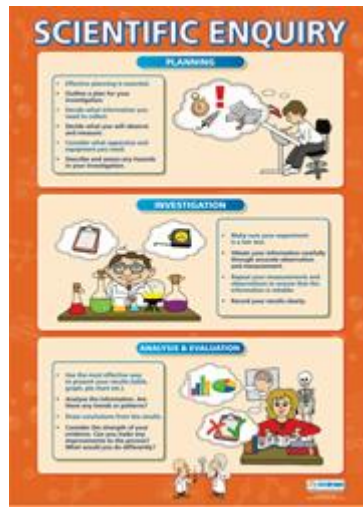 SCIENTIFIC ENQUIRY
PLANNING
• Effective planning is essential.
• Outline a plan for your
investigation.
• Decide what information you
need to collect.
• Decide what you will observe
and measure.
• Consider what apparatus and
equipment you need.
• Describe and assess any hazards
in your investigation.
INVESTIGATION
• Make sure your experiment
is a fair test.
• Obtain your information carefully
through accurate observation
and measurement.
• Repeat your measurements and
observations to ensure that the
information is reliable.
• Record your results clearly.
ANALYSIS & EVALUATION
• Use the most effective way
to present your results (table,
graph, pie chart etc.)
• Analyse the information. Are
there any trends or patterns?
• Draw conclusions from the results.
• Consider the strength of your
evidence. Can you make any
improvements to the process?
What would you do differently?